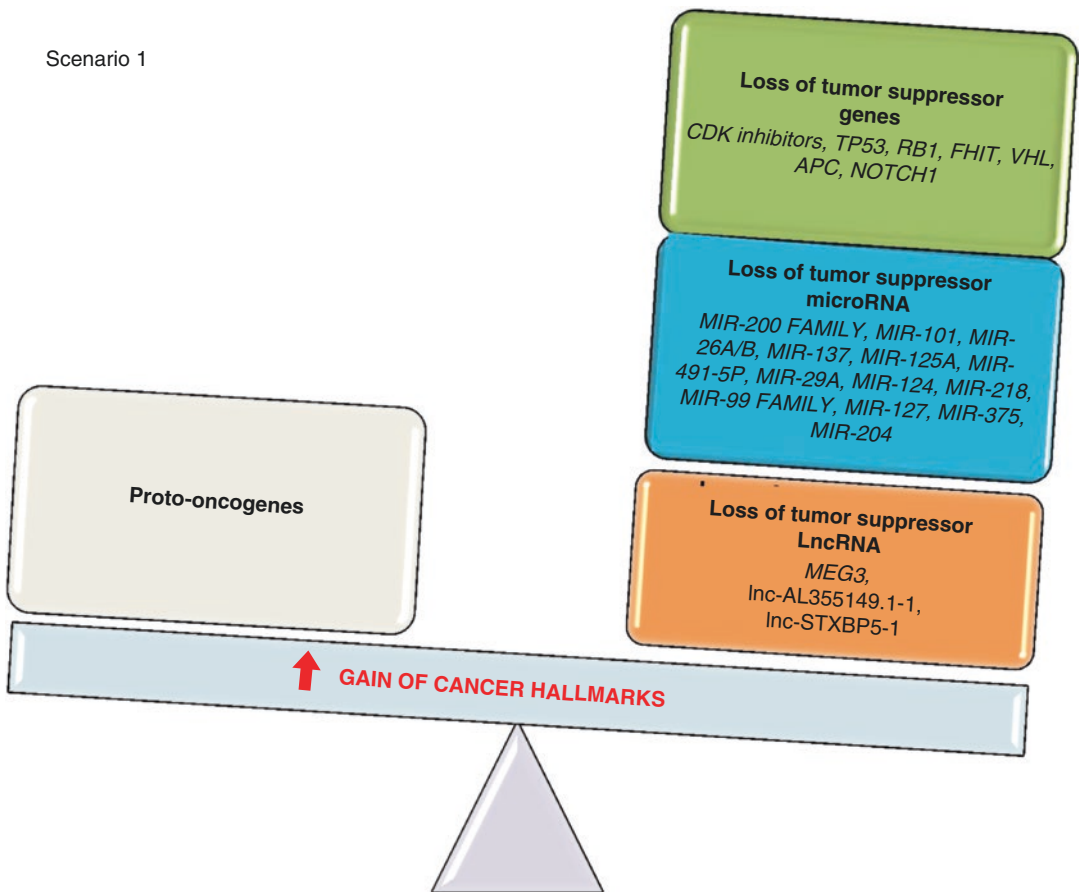 Scenario 1
Loss of tumor suppressor
genes
CDK inhibitors, TP53, RB1, FHIT, VHL,
APC, NOTCH1
Loss of tumor suppressor
microRNA
MIR-200 FAMILY, MIR-101, MIR-
26A/B, MIR-137, MIR-125A, MIR-
491-5P, MIR-29A, MIR-124, MIR-218,
MIR-99 FAMILY, MIR-127, MIR-375,
MIR-204
Proto-oncogenes
Loss of tumor suppressor
LncRNA
MEG3,
lnc-AL355149.1-1,
lnc-STXBP5-1
GAIN OF CANCER HALLMARKS